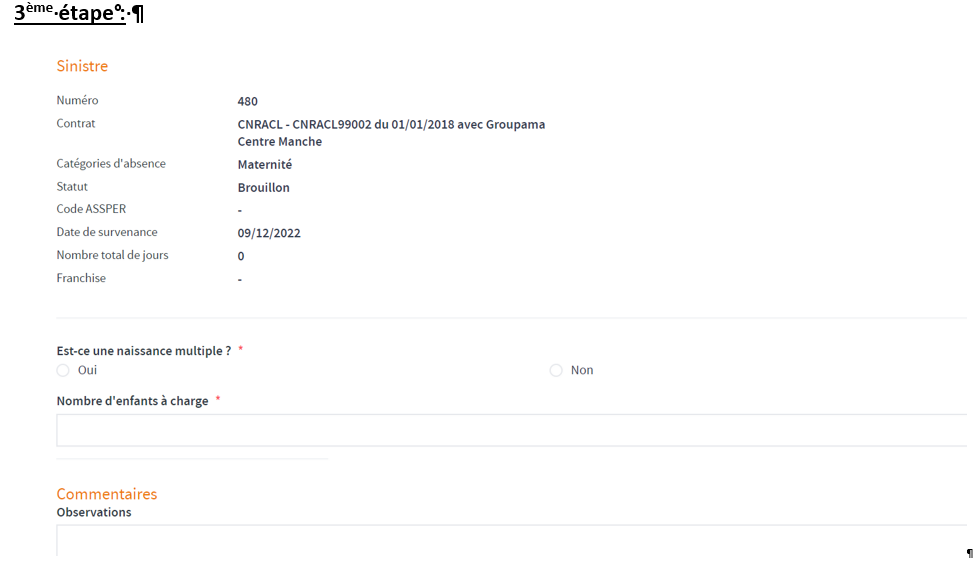 3ème·étape°:·¶
Sinistre
Numéro 480
Contrat CNRACL - CNRACL99002 du 01/01/2018 avec Groupama
Centre Manche
Catégories d'absence Maternité
Statut Brouillon
Code ASSPER -
Date de survenance 09/12/2022
Nombre total de jours 0
Franchise -
Est-ce une naissance multiple ? *
Oui Non
Nombre d'enfants à charge *
Commentaires
Observations
¶